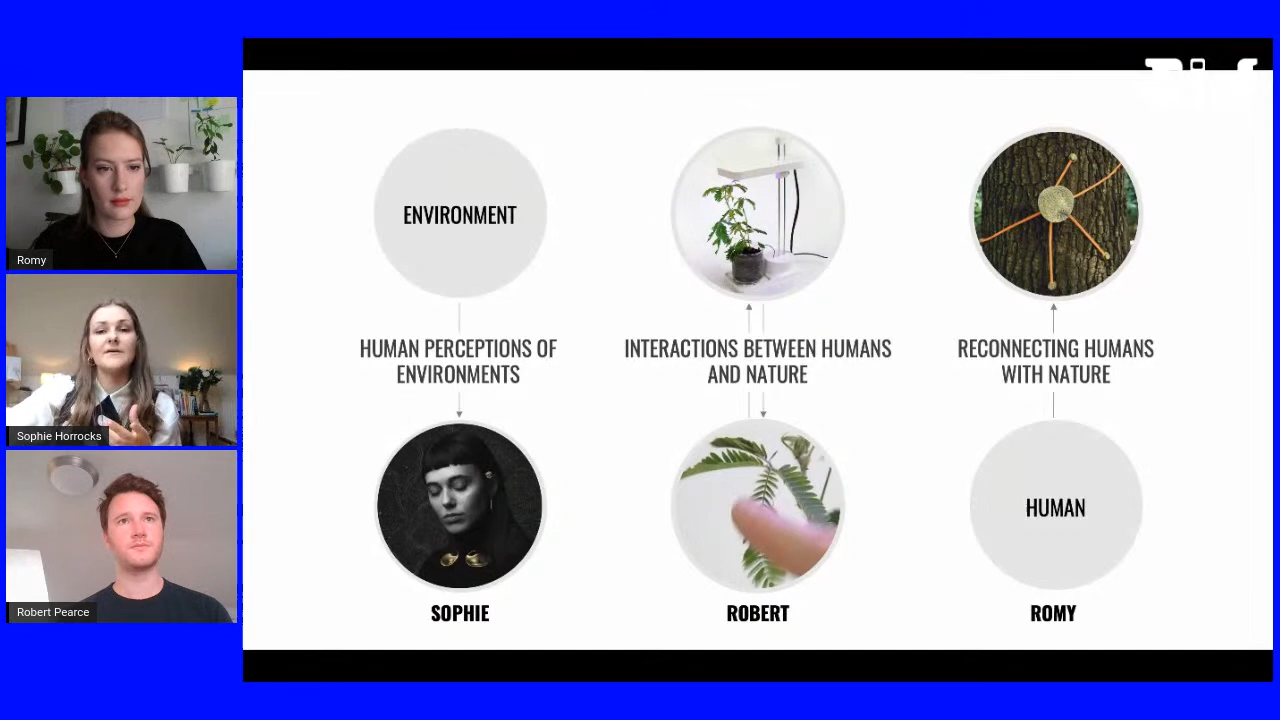 Romy
Sophie Horrocks
Robert Pearce
ENVIRONMENT
HUMAN PERCEPTIONS OF
ENVIRONMENTS
SOPHIE
INTERACTIONS BETWEEN HUMANS
AND NATURE
ROBERT
RECONNECTING HUMANS
WITH NATURE
HUMAN
ROMY